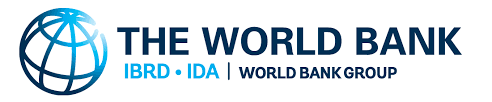 THE WORLD BANK
IBRD • IDA | WORLD BANK GROUP